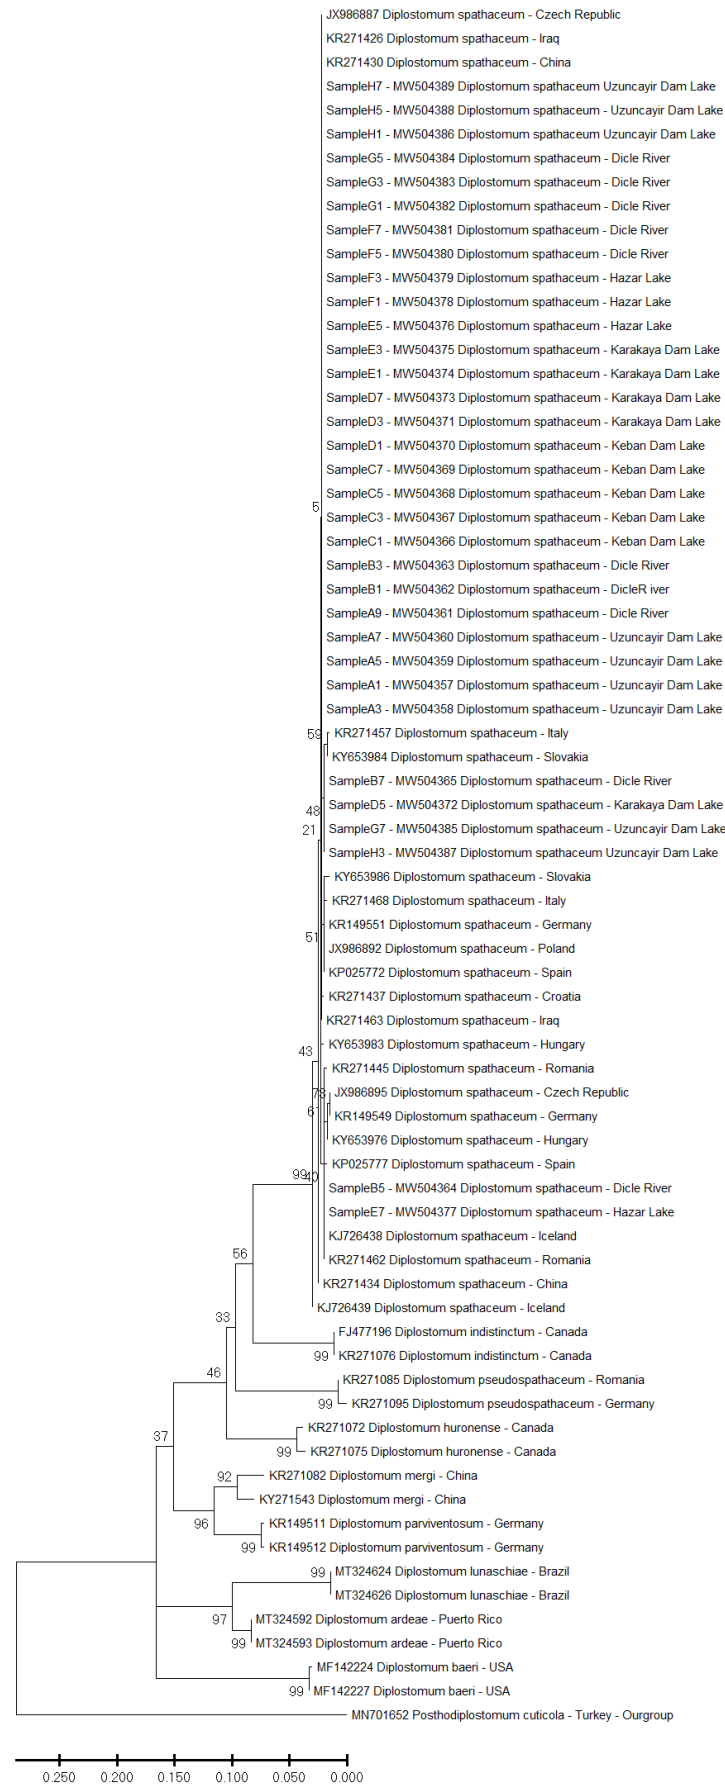 JX986887 Diplostomum spathaceum - Czech Republic
KR271426 Diplostomum spathaceum - Iraq
KR271430 Diplostomum spathaceum - China
SampleH7 - MW504389 Diplostomum spathaceum Uzuncayir Dam Lake
SampleH5 - MW504388 Diplostomum spathaceum - Uzuncayir Dam Lake
SampleH1 - MW504386 Diplostomum spathaceum Uzuncayir Dam Lake
SampleG5 - MW504384 Diplostomum spathaceum - Dicle River
SampleG3 - MW504383 Diplostomum spathaceum - Dicle River
SampleG1 - MW504382 Diplostomum spathaceum - Dicle River
SampleF7 - MW504381 Diplostomum spathaceum - Dicle River
SampleF5 - MW504380 Diplostomum spathaceum - Dicle River
SampleF3 - MW504379 Diplostomum spathaceum - Hazar Lake
SampleF1 - MW504378 Diplostomum spathaceum - Hazar Lake
SampleE5 - MW504376 Diplostomum spathaceum - Hazar Lake
SampleE3 - MW504375 Diplostomum spathaceum - Karakaya Dam Lake
SampleE1 - MW504374 Diplostomum spathaceum - Karakaya Dam Lake
SampleD7 - MW504373 Diplostomum spathaceum - Karakaya Dam Lake
SampleD3 - MW504371 Diplostomum spathaceum - Karakaya Dam Lake
SampleD1 - MW504370 Diplostomum spathaceum - Keban Dam Lake
SampleC7 - MW504369 Diplostomum spathaceum - Keban Dam Lake
SampleC5 - MW504368 Diplostomum spathaceum - Keban Dam Lake
5
SampleC3 - MW504367 Diplostomum spathaceum - Keban Dam Lake
SampleC1 - MW504366 Diplostomum spathaceum - Keban Dam Lake
SampleB3 - MW504363 Diplostomum spathaceum - Dicle River
SampleB1 - MW504362 Diplostomum spathaceum - DicleR iver
SampleA9 - MW504361 Diplostomum spathaceum - Dicle River
SampleA7 - MW504360 Diplostomum spathaceum - Uzuncayir Dam Lake
SampleA5 - MW504359 Diplostomum spathaceum - Uzuncayir Dam Lake
SampleA1 - MW504357 Diplostomum spathaceum - Uzuncayir Dam Lake
SampleA3 - MW504358 Diplostomum spathaceum - Uzuncayir Dam Lake
59 KR271457 Diplostomum spathaceum - Italy
KY653984 Diplostomum spathaceum - Slovakia
SampleB7 - MW504365 Diplostomum spathaceum - Dicle River
48 SampleD5 - MW504372 Diplostomum spathaceum - Karakaya Dam Lake
21 SampleG7 - MW504385 Diplostomum spathaceum - Uzuncayir Dam Lake
SampleH3 - MW504387 Diplostomum spathaceum Uzuncayir Dam Lake
KY653986 Diplostomum spathaceum - Slovakia
KR271468 Diplostomum spathaceum - Italy
KR149551 Diplostomum spathaceum - Germany
51
JX986892 Diplostomum spathaceum - Poland
KP025772 Diplostomum spathaceum - Spain
KR271437 Diplostomum spathaceum - Croatia
KR271463 Diplostomum spathaceum - Iraq
43 KY653983 Diplostomum spathaceum - Hungary
KR271445 Diplostomum spathaceum - Romania
JX986895 Diplostomum spathaceum - Czech Republic
KR149549 Diplostomum spathaceum - Germany
KY653976 Diplostomum spathaceum - Hungary
KP025777 Diplostomum spathaceum - Spain
99
40
SampleB5 - MW504364 Diplostomum spathaceum - Dicle River
SampleE7 - MW504377 Diplostomum spathaceum - Hazar Lake
KJ726438 Diplostomum spathaceum - Iceland
56 KR271462 Diplostomum spathaceum - Romania
KR271434 Diplostomum spathaceum - China
KJ726439 Diplostomum spathaceum - Iceland
33
FJ477196 Diplostomum indistinctum - Canada
99 KR271076 Diplostomum indistinctum - Canada
46
KR271085 Diplostomum pseudospathaceum - Romania
99 KR271095 Diplostomum pseudospathaceum - Germany
KR271072 Diplostomum huronense - Canada
37
99 KR271075 Diplostomum huronense - Canada
92 KR271082 Diplostomum mergi - China
KY271543 Diplostomum mergi - China
96 KR149511 Diplostomum parviventosum - Germany
99 KR149512 Diplostomum parviventosum - Germany
99 MT324624 Diplostomum lunaschiae - Brazil
MT324626 Diplostomum lunaschiae - Brazil
97 MT324592 Diplostomum ardeae - Puerto Rico
99 MT324593 Diplostomum ardeae - Puerto Rico
MF142224 Diplostomum baeri - USA
99 MF142227 Diplostomum baeri - USA
MN701652 Posthodiplostomum cuticola - Turkey - Ourgroup
0.250 0.200 0.150 0.100 0.050 0.000